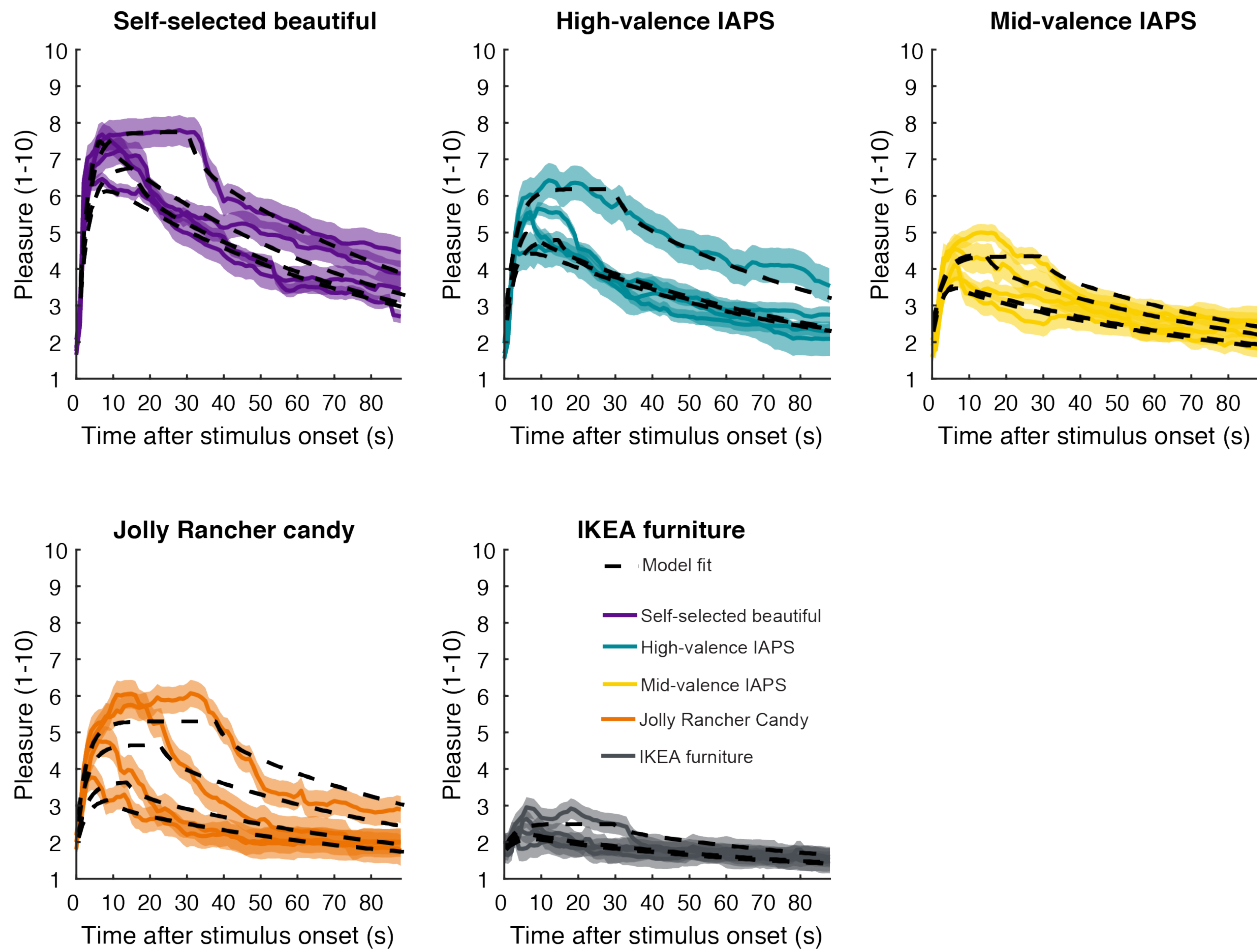 Self-selected beautiful
High-valence IAPS
Mid-valence IAPS
Pleasure (1-10)
10
9
8
7
6
5
4
3
2
1
0 10 20 30 40 50 60 70 80
Time after stimulus onset (s)
Pleasure (1-10)
10
9
8
7
6
5
4
3
2
1
0 10 20 30 40 50 60 70 80
Time after stimulus onset (s)
Pleasure (1-10)
10
9
8
7
6
5
4
3
2
1
0 10 20 30 40 50 60 70 80
Time after stimulus onset (s)
Jolly Rancher candy
Pleasure (1-10)
10
9
8
7
6
5
4
3
2
1
0 10 20 30 40 50 60 70 80
Time after stimulus onset (s)
IKEA furniture
Pleasure (1-10)
10
9
8
7
6
5
4
3
2
1
Model fit
Self-selected beautiful
High-valence IAPS
Mid-valence IAPS
Jolly Rancher Candy
IKEA furniture
0 10 20 30 40 50 60 70 80
Time after stimulus onset (s)